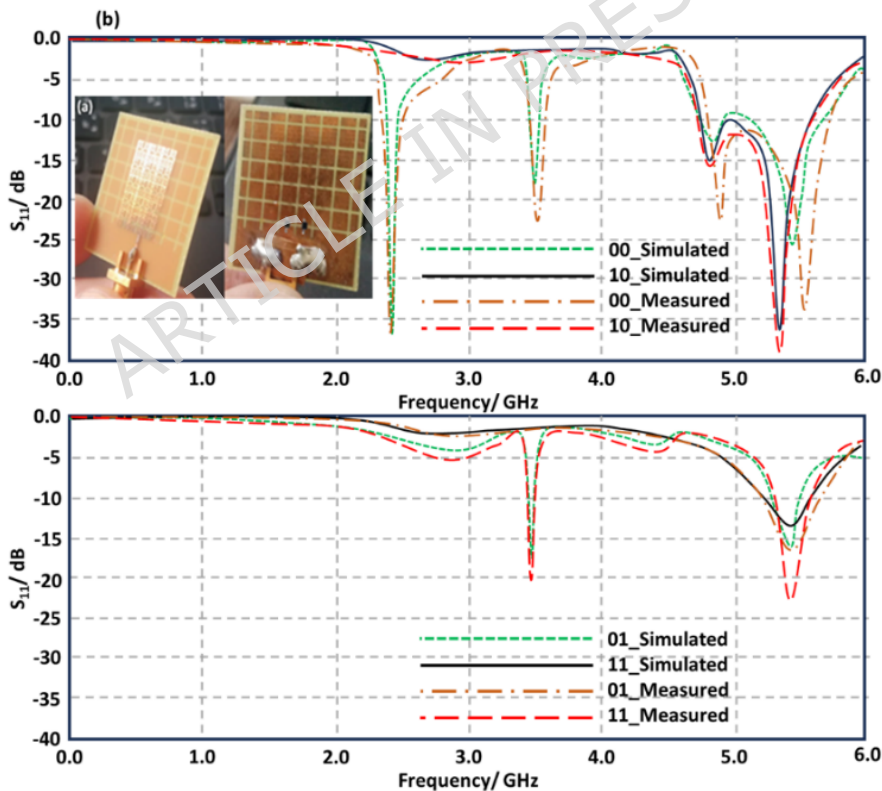 (b)
0.0
-5
-10
-15
-20
-25
-30
-35
-40
S11/ dB
(a)
00_Simulated
10_Simulated
00_Measured
10_Measured
0.0 1.0 2.0 3.0 4.0 5.0 6.0
Frequency/ GHz
0.0
-5
-10
-15
-20
-25
-30
-35
-40
S11/ dB
01_Simulated
11_Simulated
01_Measured
11_Measured
0.0 1.0 2.0 3.0 4.0 5.0 6.0
Frequency/ GHz
ARTICLE IN PRES